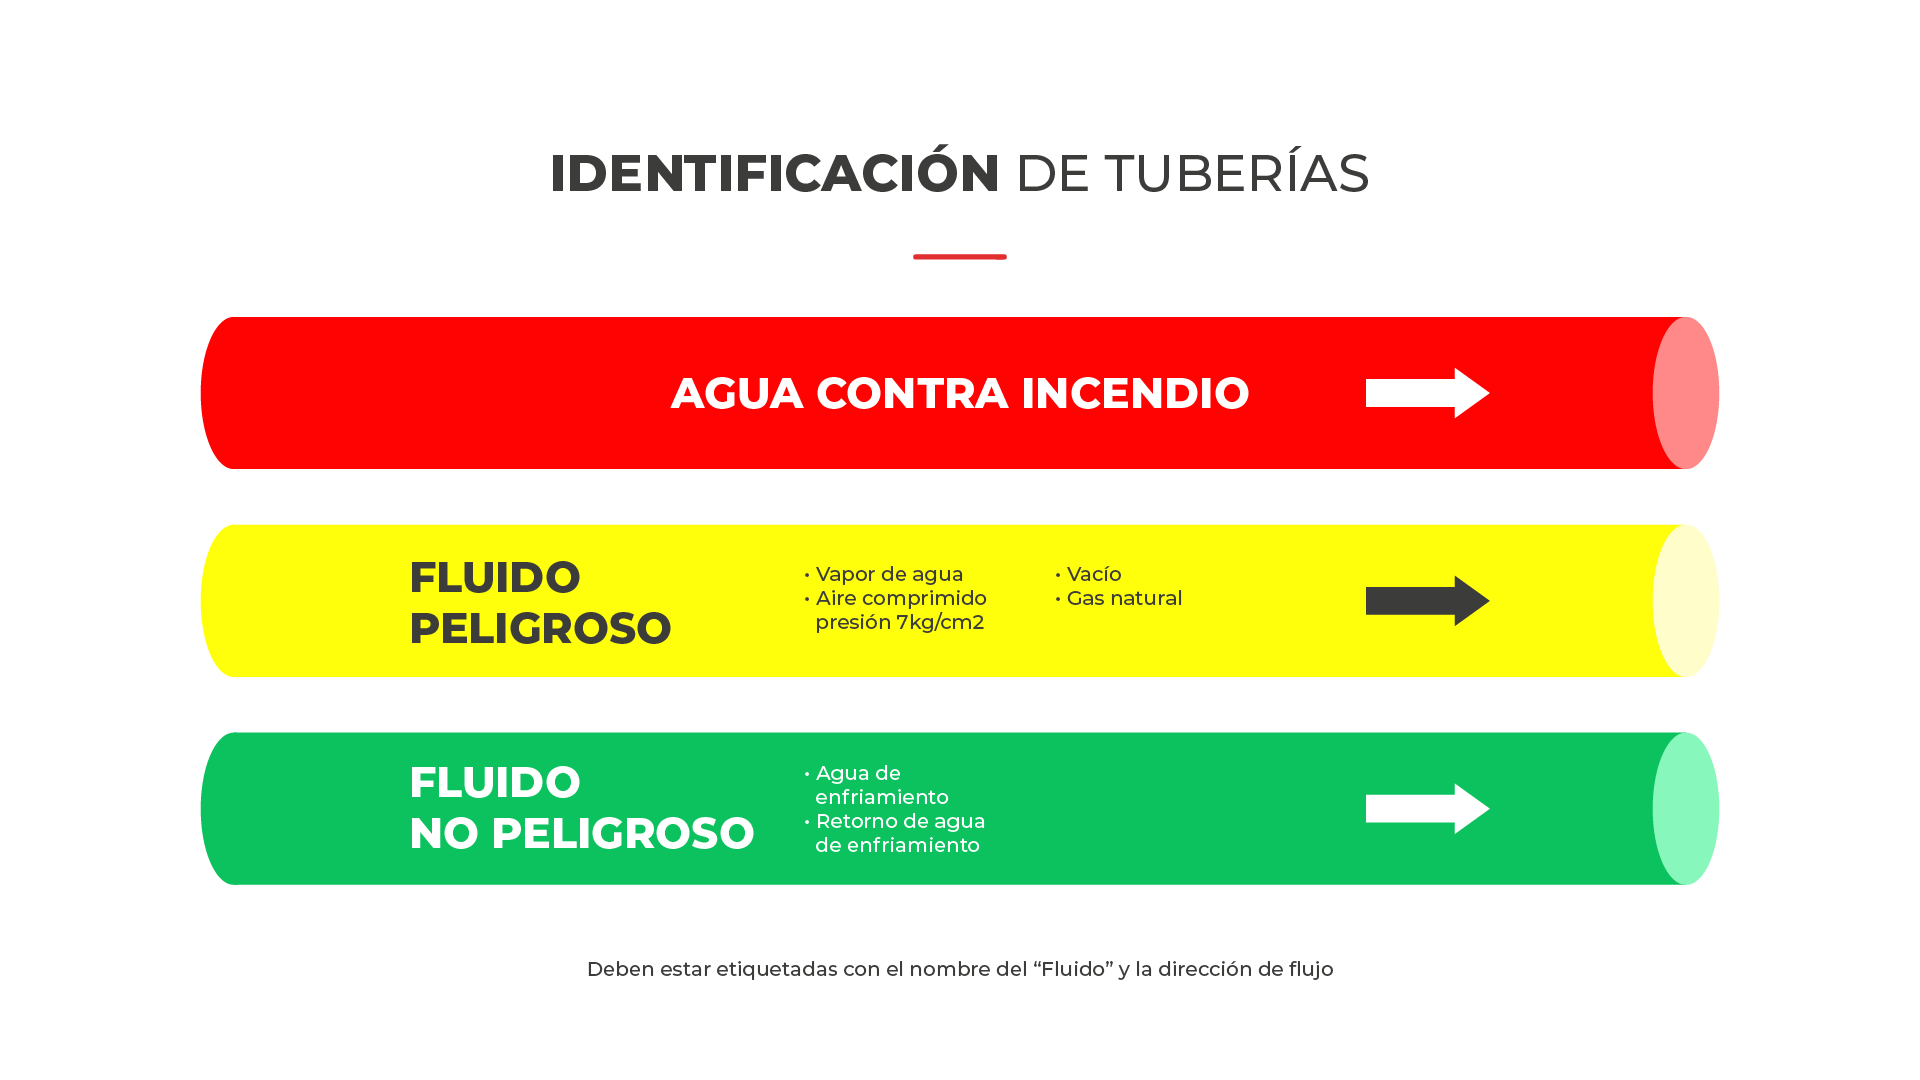 IDENTIFICACIÓN DE TUBERÍAS
AGUA CONTRA INCENDIO
FLUIDO
PELIGROSO
• Vapor de agua
• Aire comprimido
presión 7kg/cm2
• Vacío
• Gas natural
FLUIDO
NO PELIGROSO
• Agua de
enfriamiento
• Retorno de agua
de enfriamiento
Deben estar etiquetadas con el nombre del “Fluido” y la dirección de flujo